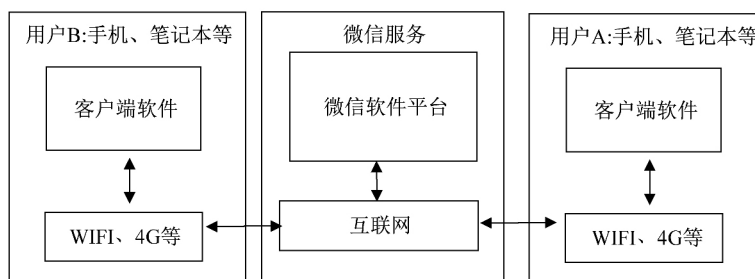 用户B:手机、笔记本等
客户端软件
WIFI、4G等
微信服务
微信软件平台
互联网
用户A:手机、笔记本等
客户端软件
WIFI、4G等